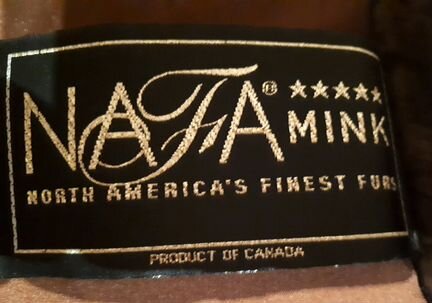 NAFA® ★★★★★ MINK
NORTH AMERICA'S FINEST FURS
PRODUCT OF CANADA